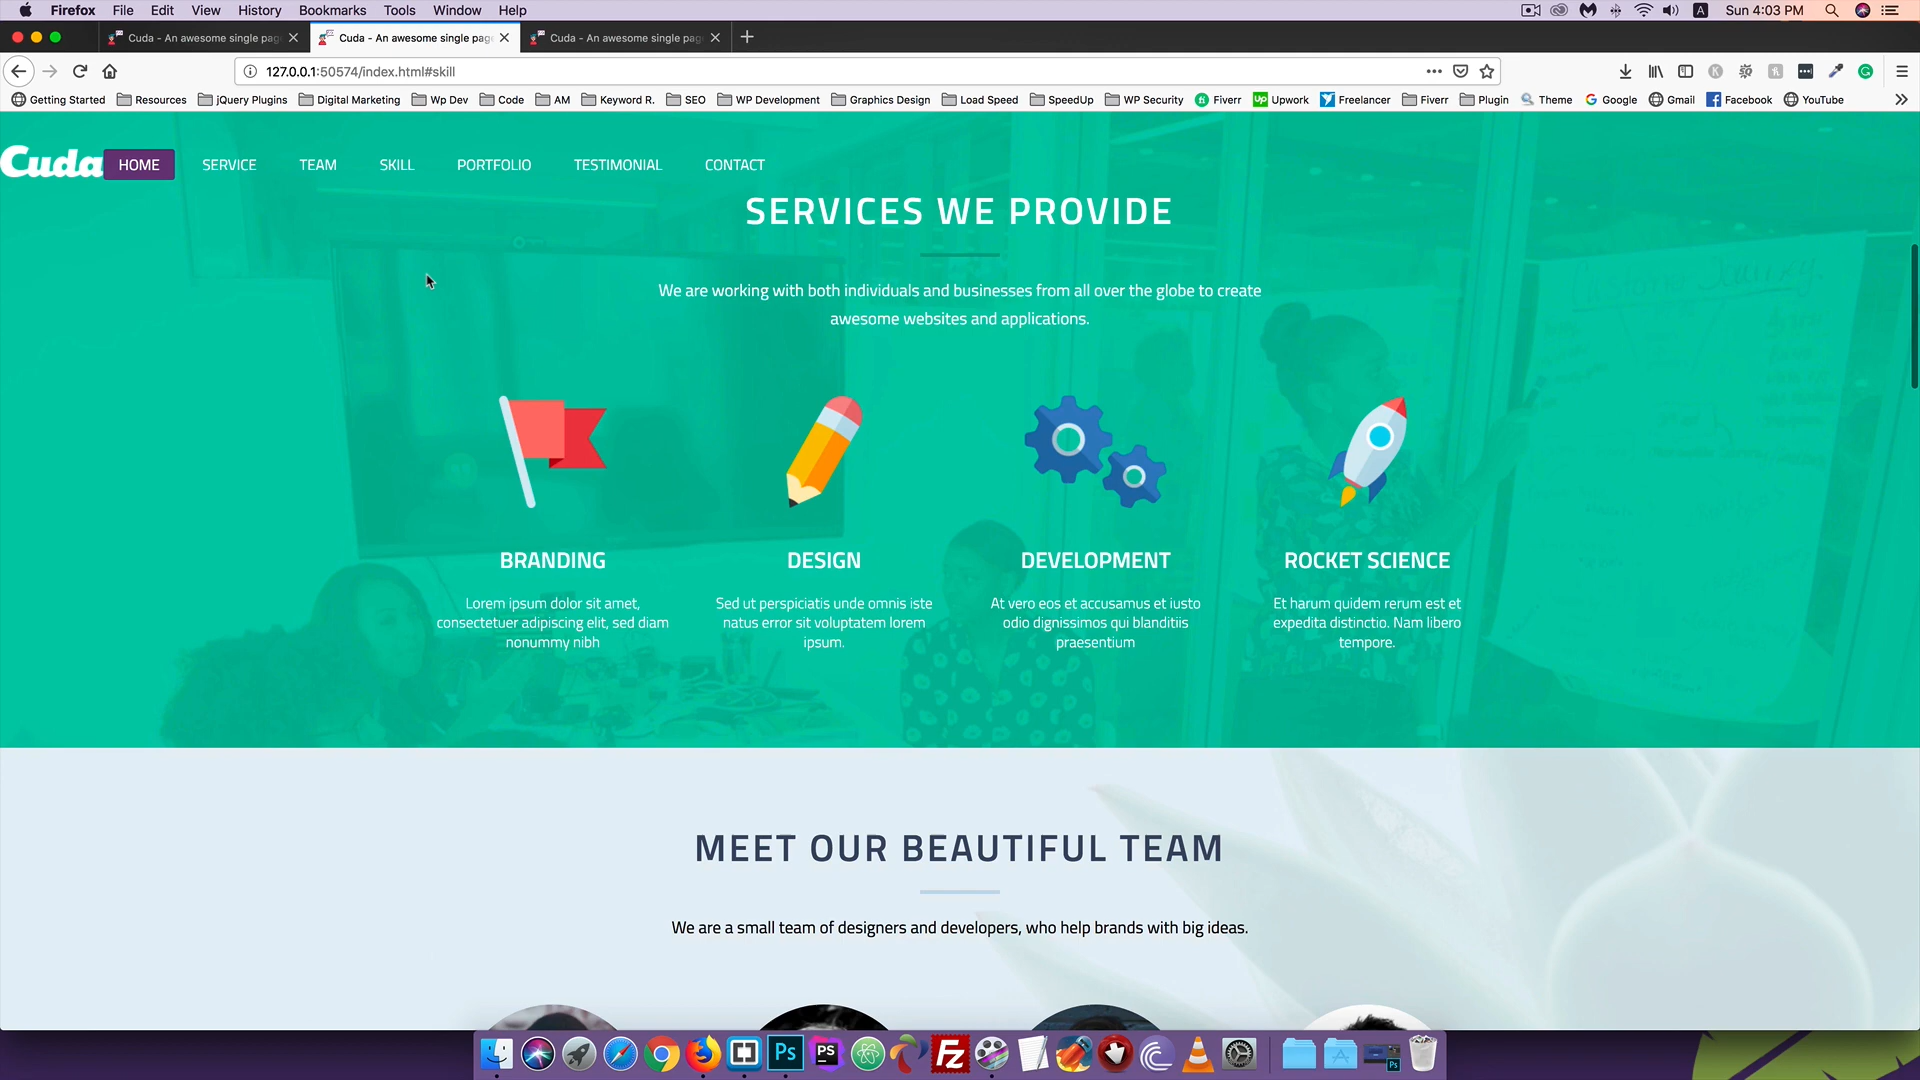 Firefox File Edit View History Bookmarks Tools Window Help
A Sun 4:03 PM
Cuda - An awesome single pag
Cuda - An awesome single pag
Cuda - An awesome single pag
127.0.0.1:50574/index.html#skill
Getting Started Resources jQuery Plugins Digital Marketing Wp Dev Code AM Keyword R. SEO WP Development Graphics Design Load Speed SpeedUp WP Security Fiverr Upwork Freelancer Fiverr Plugin Theme Google Gmail Facebook YouTube
Cuda HOME SERVICE TEAM SKILL PORTFOLIO TESTIMONIAL CONTACT
SERVICES WE PROVIDE
We are working with both individuals and businesses from all over the globe to create
awesome websites and applications.
BRANDING
Lorem ipsum dolor sit amet,
consectetuer adipiscing elit, sed diam
nonummy nibh
DESIGN
Sed ut perspiciatis unde omnis iste
natus error sit voluptatem lorem
ipsum.
DEVELOPMENT
At vero eos et accusamus et iusto
odio dignissimos qui blanditiis
praesentium
ROCKET SCIENCE
Et harum quidem rerum est et
expedita distinctio. Nam libero
tempore.
MEET OUR BEAUTIFUL TEAM
We are a small team of designers and developers, who help brands with big ideas.
Ps PS Fz